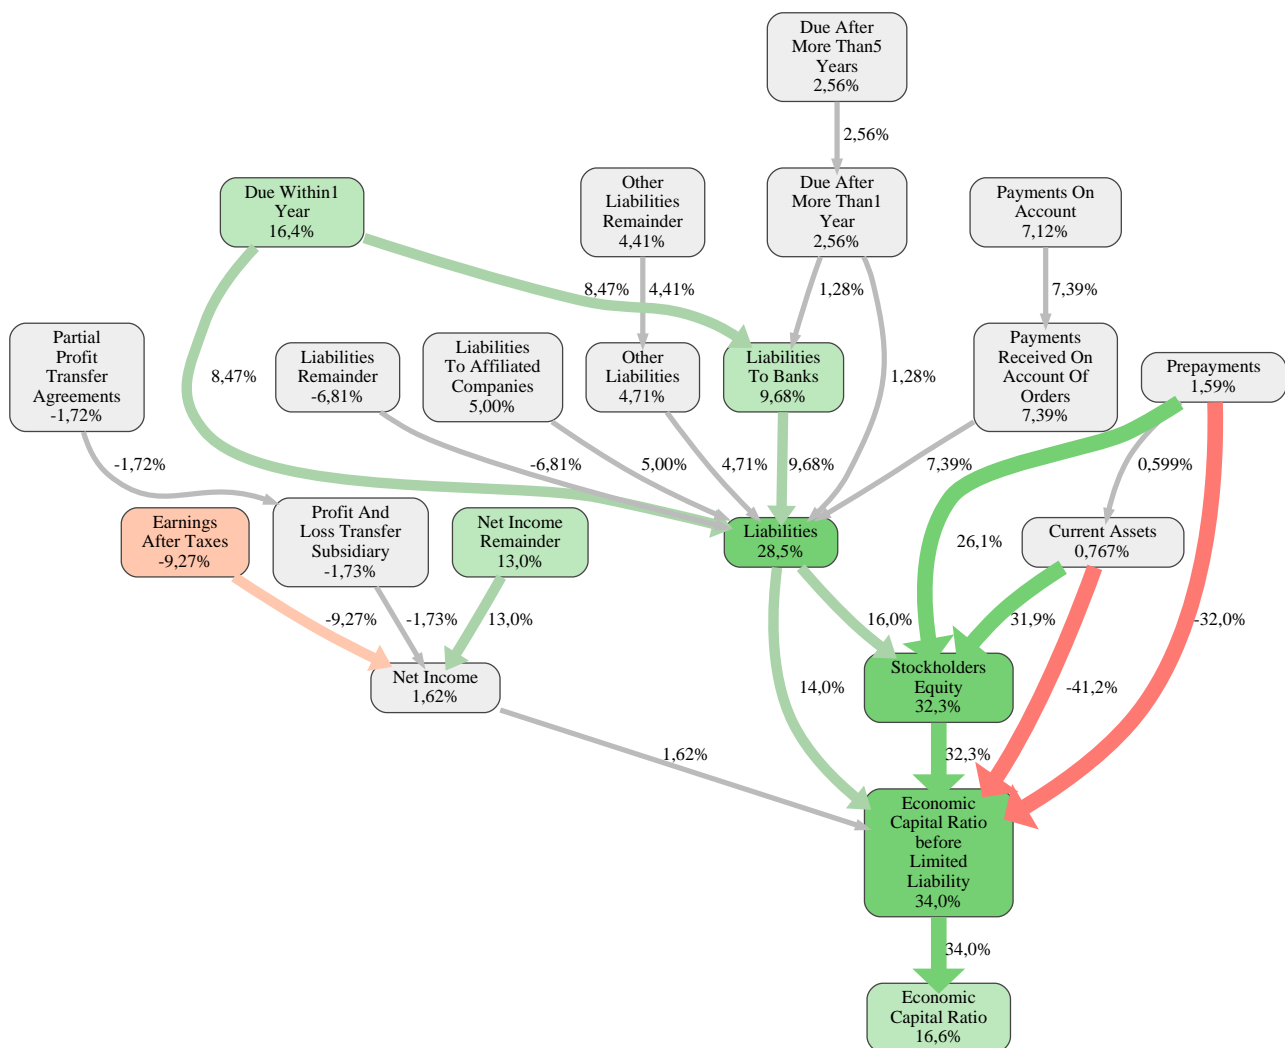 Due After
More Than5
Years
2,56%
2,56%
Due Within1
Year
16,4%
Other
Liabilities
Remainder
4,41%
Due After
More Than1
Year
2,56%
Payments On
Account
7,12%
8,47%
4,41%
1,28%
7,39%
Partial
Profit
Transfer
Agreements
-1,72%
8,47%
Liabilities
Remainder
-6,81%
Liabilities
To Affiliated
Companies
5,00%
Other
Liabilities
4,71%
Liabilities
To Banks
9,68%
1,28%
Payments
Received On
Account Of
Orders
7,39%
Prepayments
1,59%
-1,72%
-6,81%
5,00%
4,71%
9,68%
7,39%
0,599%
Earnings
After Taxes
-9,27%
Profit And
Loss Transfer
Subsidiary
-1,73%
Net Income
Remainder
13,0%
Liabilities
28,5%
26,1%
Current Assets
0,767%
-9,27%
-1,73%
13,0%
16,0%
31,9%
-32,0%
Net Income
1,62%
14,0%
Stockholders
Equity
32,3%
-41,2%
1,62%
32,3%
Economic
Capital Ratio
before
Limited
Liability
34,0%
34,0%
Economic
Capital Ratio
16,6%